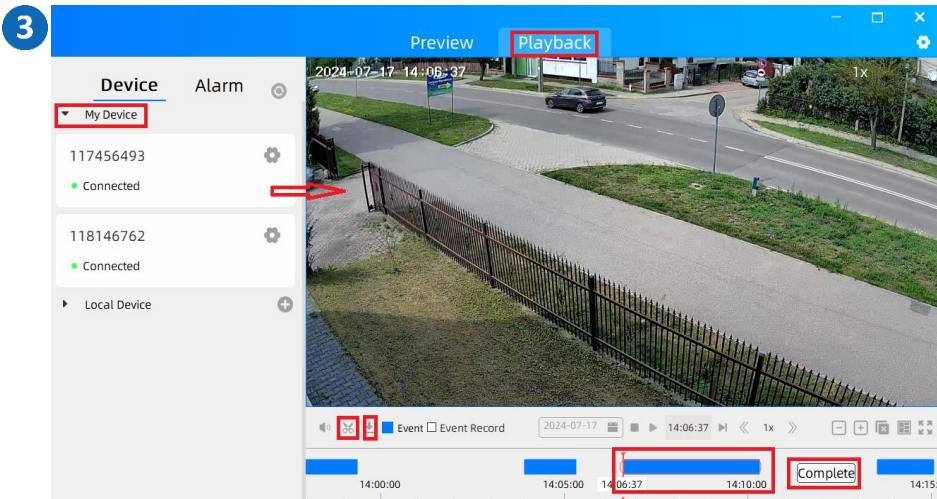 3
Preview
Playback
Device
Alarm
2024-07-17 14:06:37
1x
My Device
117456493
Connected
118146762
Connected
Local Device
Event
Event Record
2024-07-17
14:06:37
1x
Complete
14:00:00
14:05:00
14:06:37
14:10:00
14:15: